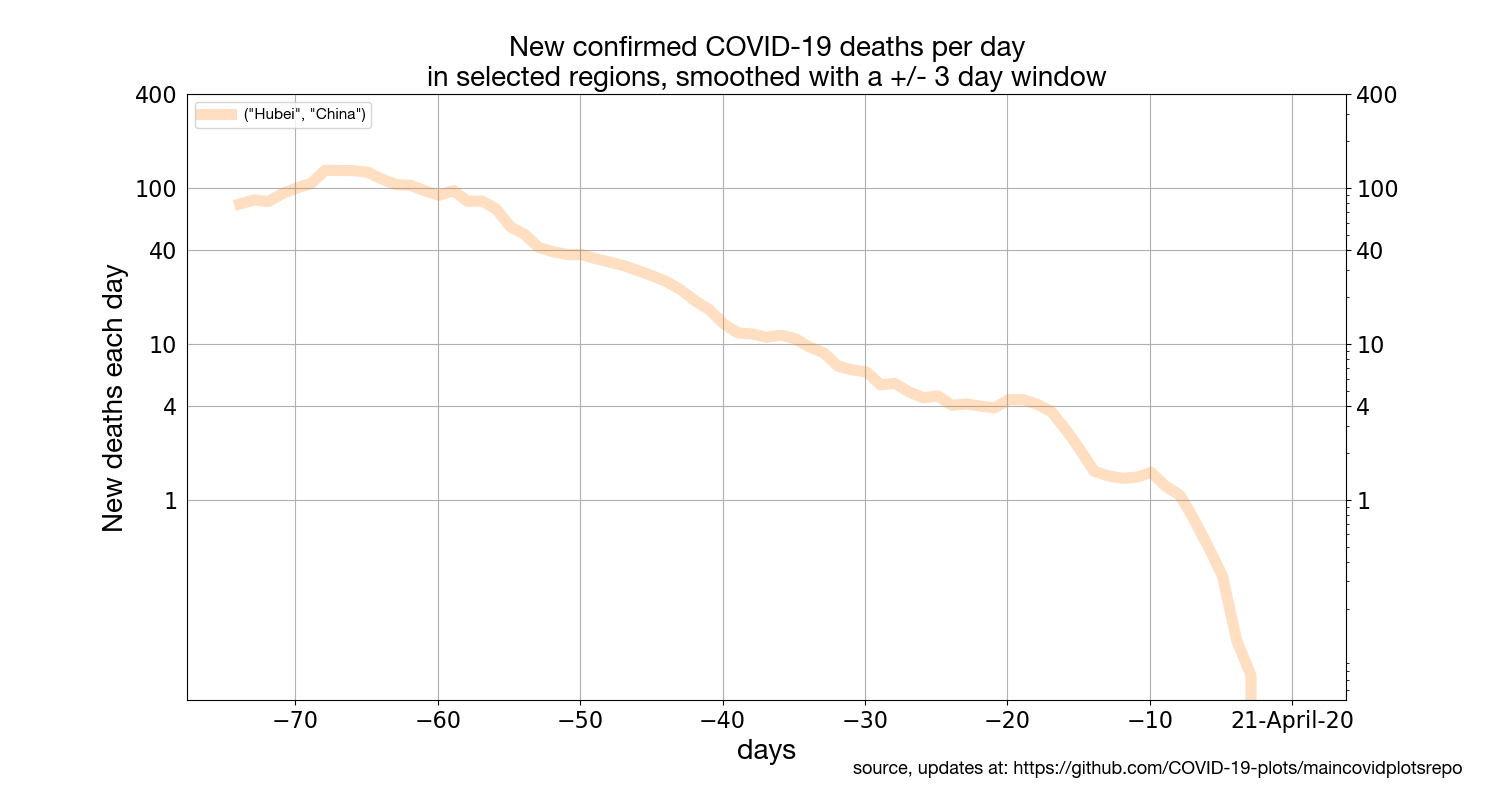 New confirmed COVID-19 deaths per day
in selected regions, smoothed with a +/- 3 day window
400
400
("Hubei", "China")
100
100
40
40
10
10
4
4
1
1
New deaths each day
−70
−60
−50
−40
−30
−20
−10
21-April-20
days
source, updates at: https://github.com/COVID-19-plots/maincovidplotsrepo